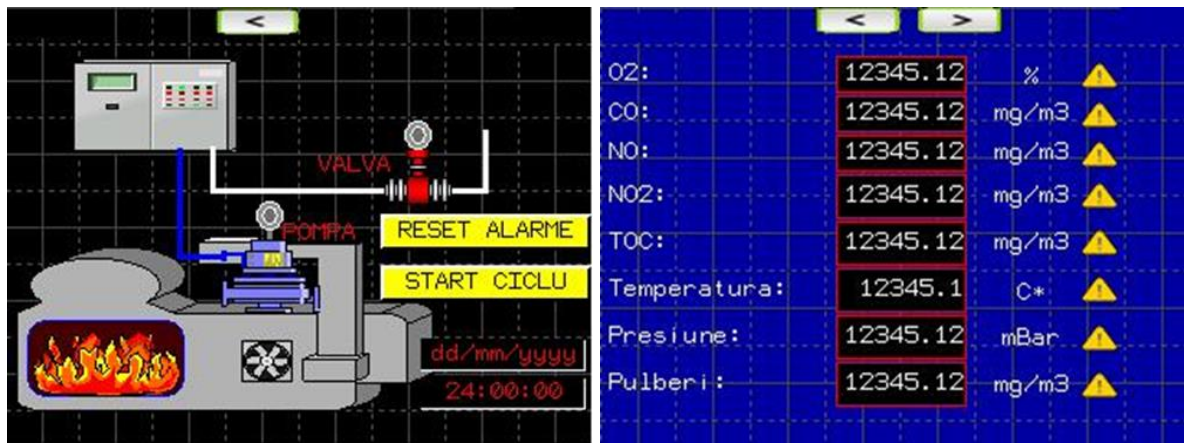 <
VALVA
POMPA
RESET ALARME
START CICLU
dd/mm/yyyy
24:00:00
< >
O2: 12345.12 %
CO: 12345.12 mg/m3
NO: 12345.12 mg/m3
NO2: 12345.12 mg/m3
TOC: 12345.12 mg/m3
Temperatura: 12345.1 C*
Presiune: 12345.12 mBar
Pulberi: 12345.12 mg/m3